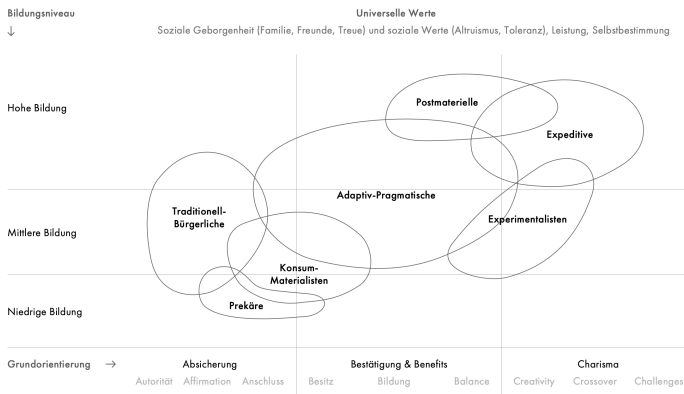 Bildungsniveau
↓
Universelle Werte
Soziale Geborgenheit (Familie, Freunde, Treue) und soziale Werte (Altruismus, Toleranz), Leistung, Selbstbestimmung
Hohe Bildung
Postmaterielle
Expeditive
Adaptiv-Pragmatische
Traditionell-
Bürgerliche
Experimentalisten
Mittlere Bildung
Konsum-
Materialisten
Prekäre
Niedrige Bildung
Grundorientierung → Absicherung Bestätigung & Benefits Charisma
Autorität Affirmation Anschluss Besitz Bildung Balance Creativity Crossover Challenges